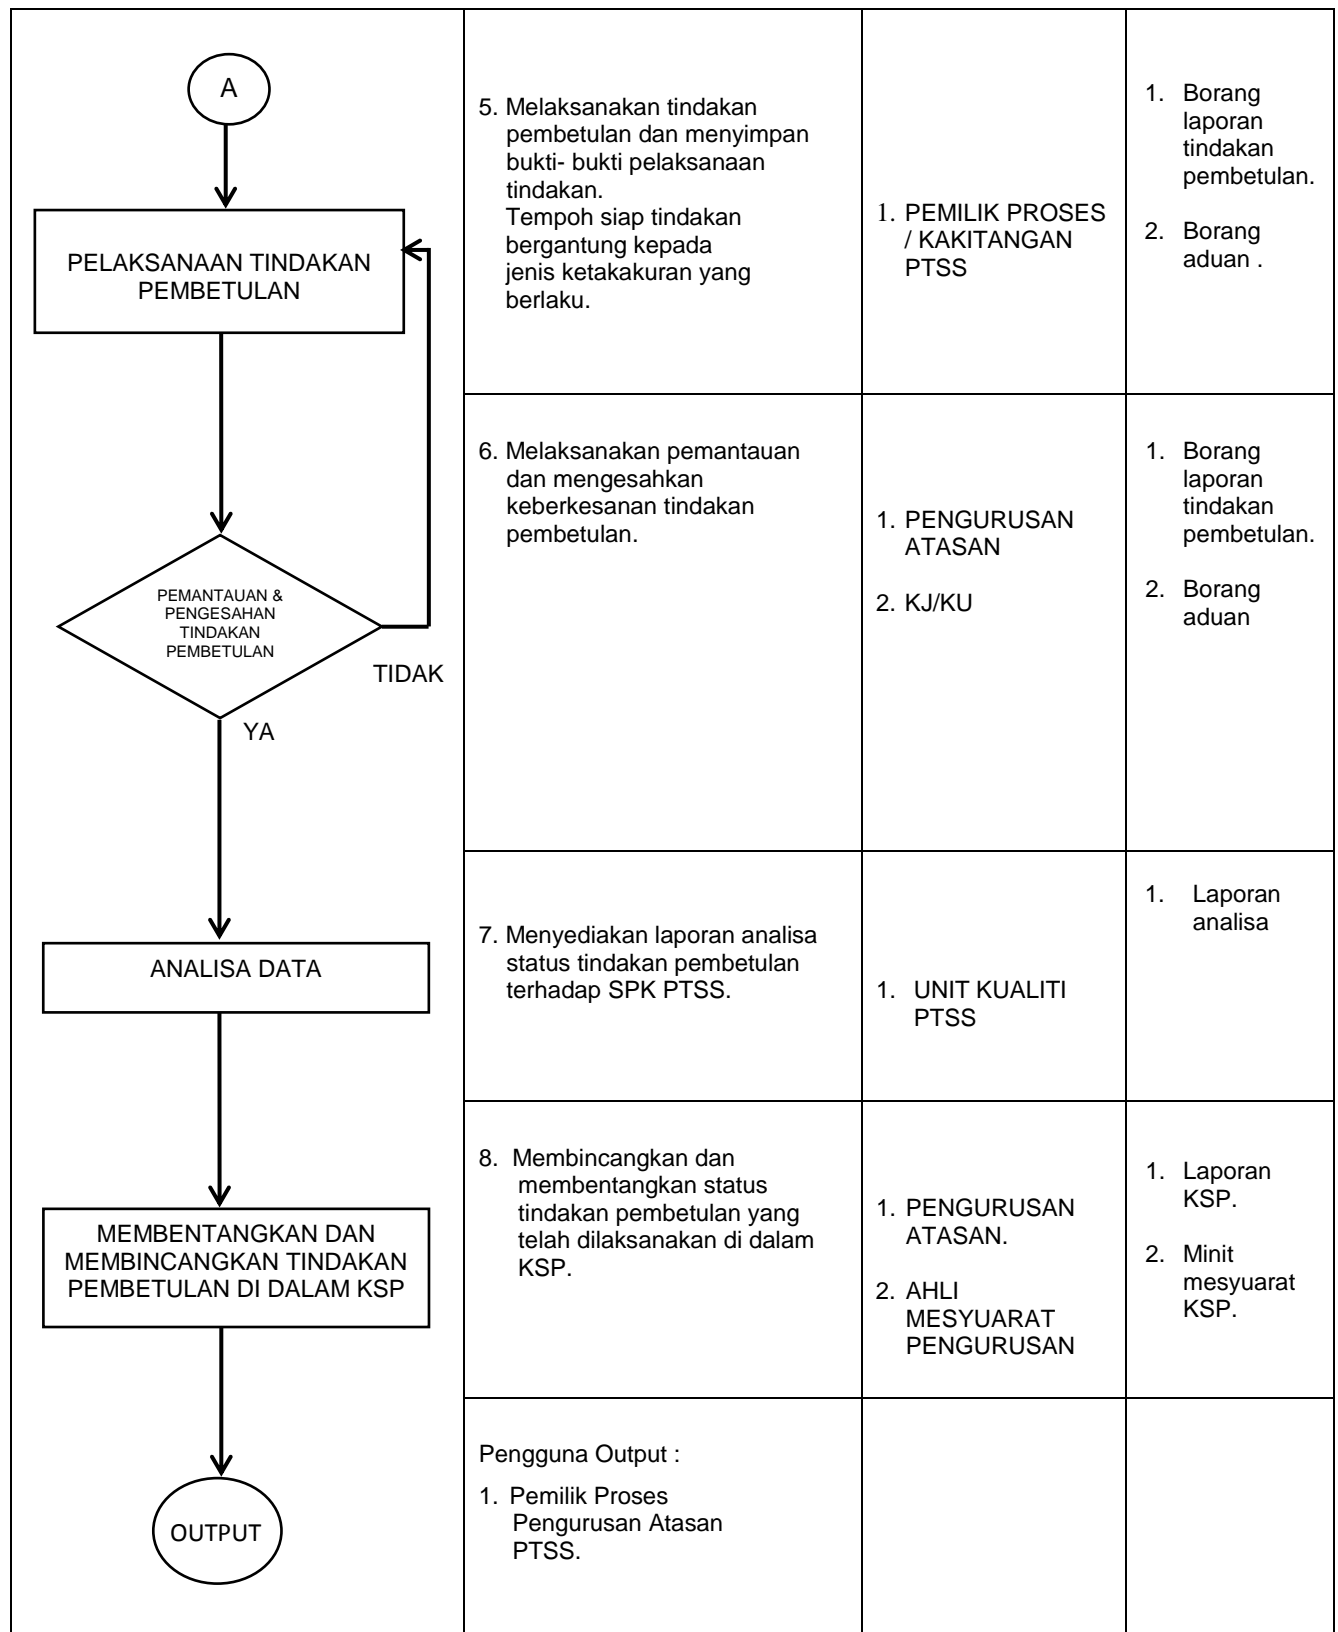 A
PELAKSANAAN TINDAKAN
PEMBETULAN
5. Melaksanakan tindakan
pembetulan dan menyimpan
bukti- bukti pelaksanaan
tindakan.
Tempoh siap tindakan
bergantung kepada
jenis ketakakuran yang
berlaku.
1. PEMILIK PROSES
/ KAKITANGAN
PTSS
1. Borang
laporan
tindakan
pembetulan.
2. Borang
aduan .
PEMANTAUAN &
PENGESAHAN
TINDAKAN
PEMBETULAN
TIDAK
YA
6. Melaksanakan pemantauan
dan mengesahkan
keberkesanan tindakan
pembetulan.
1. PENGURUSAN
ATASAN
2. KJ/KU
1. Borang
laporan
tindakan
pembetulan.
2. Borang
aduan
ANALISA DATA
7. Menyediakan laporan analisa
status tindakan pembetulan
terhadap SPK PTSS.
1. UNIT KUALITI
PTSS
1. Laporan
analisa
MEMBENTANGKAN DAN
MEMBINCANGKAN TINDAKAN
PEMBETULAN DI DALAM KSP
8. Membincangkan dan
membentangkan status
tindakan pembetulan yang
telah dilaksanakan di dalam
KSP.
1. PENGURUSAN
ATASAN.
2. AHLI
MESYUARAT
PENGURUSAN
1. Laporan
KSP.
2. Minit
mesyuarat
KSP.
OUTPUT
Pengguna Output :
1. Pemilik Proses
Pengurusan Atasan
PTSS.